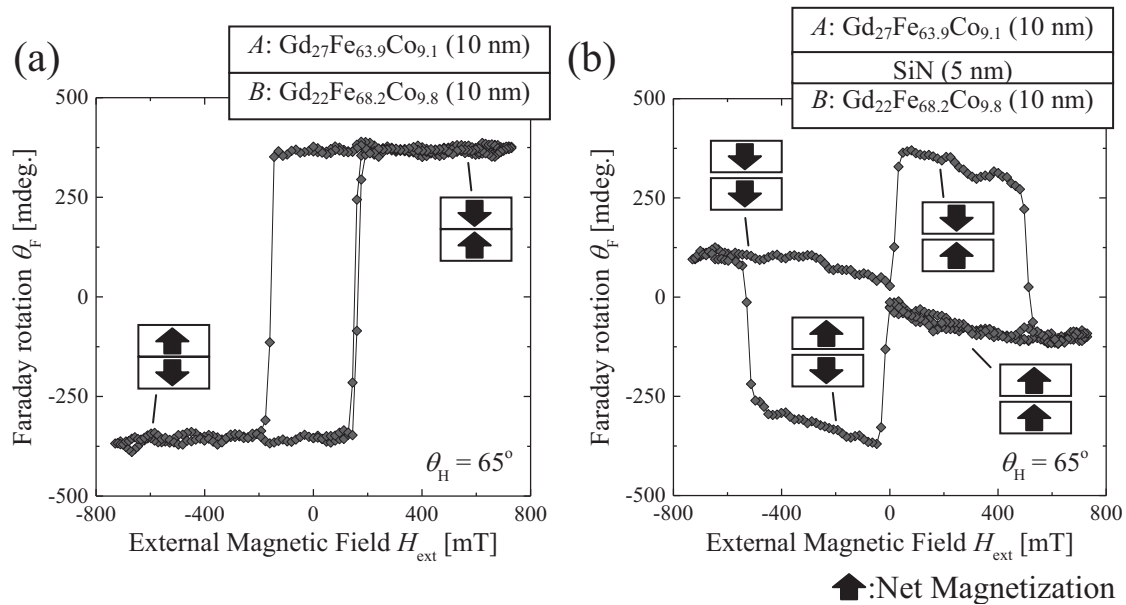 (a)
A: Gd27Fe63.9Co9.1 (10 nm)
B: Gd22Fe68.2Co9.8 (10 nm)
500
250
0
-250
-500
Faraday rotation θF [mdeg.]
θH = 65°
-800
-400
0
400
800
External Magnetic Field Hext [mT]
(b)
A: Gd27Fe63.9Co9.1 (10 nm)
SiN (5 nm)
B: Gd22Fe68.2Co9.8 (10 nm)
500
250
0
-250
-500
Faraday rotation θF [mdeg.]
θH = 65°
-800
-400
0
400
800
External Magnetic Field Hext [mT]
:Net Magnetization